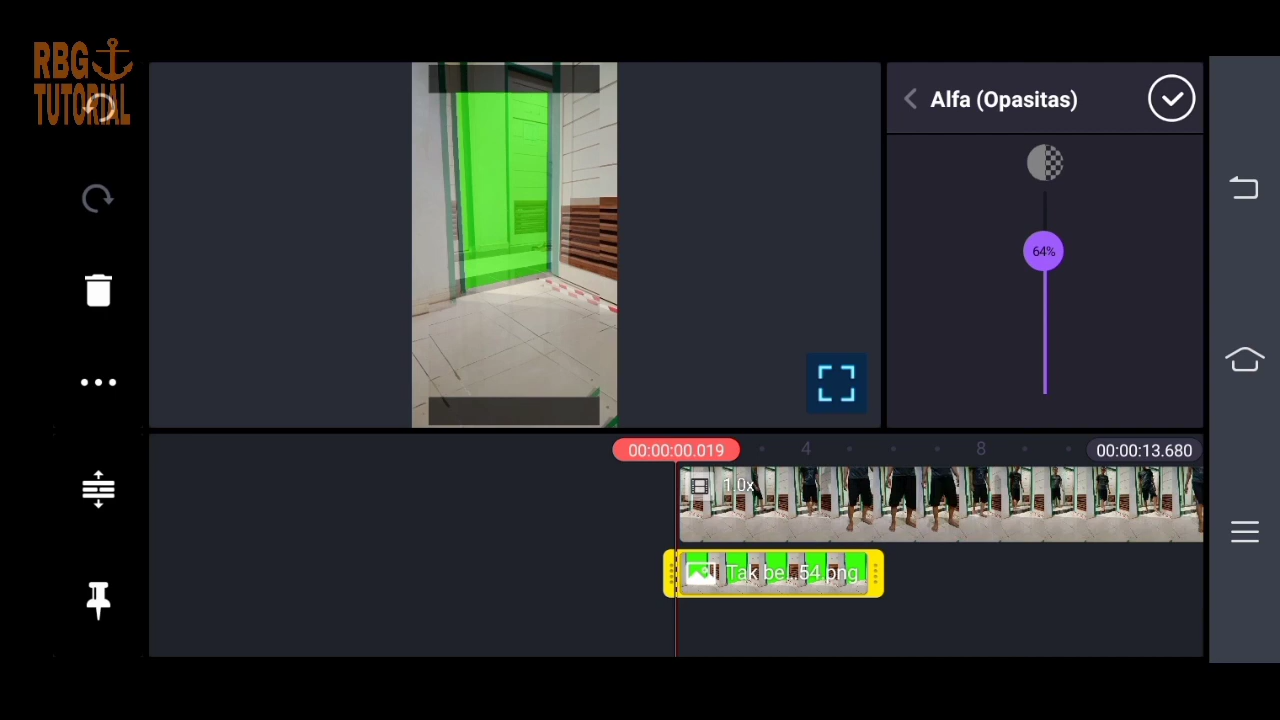 RBG
TUTORIAL
Alfa (Opasitas)
64%
00:00:00.019
4
8
00:00:13.680
1.0x
Tak be...54.png